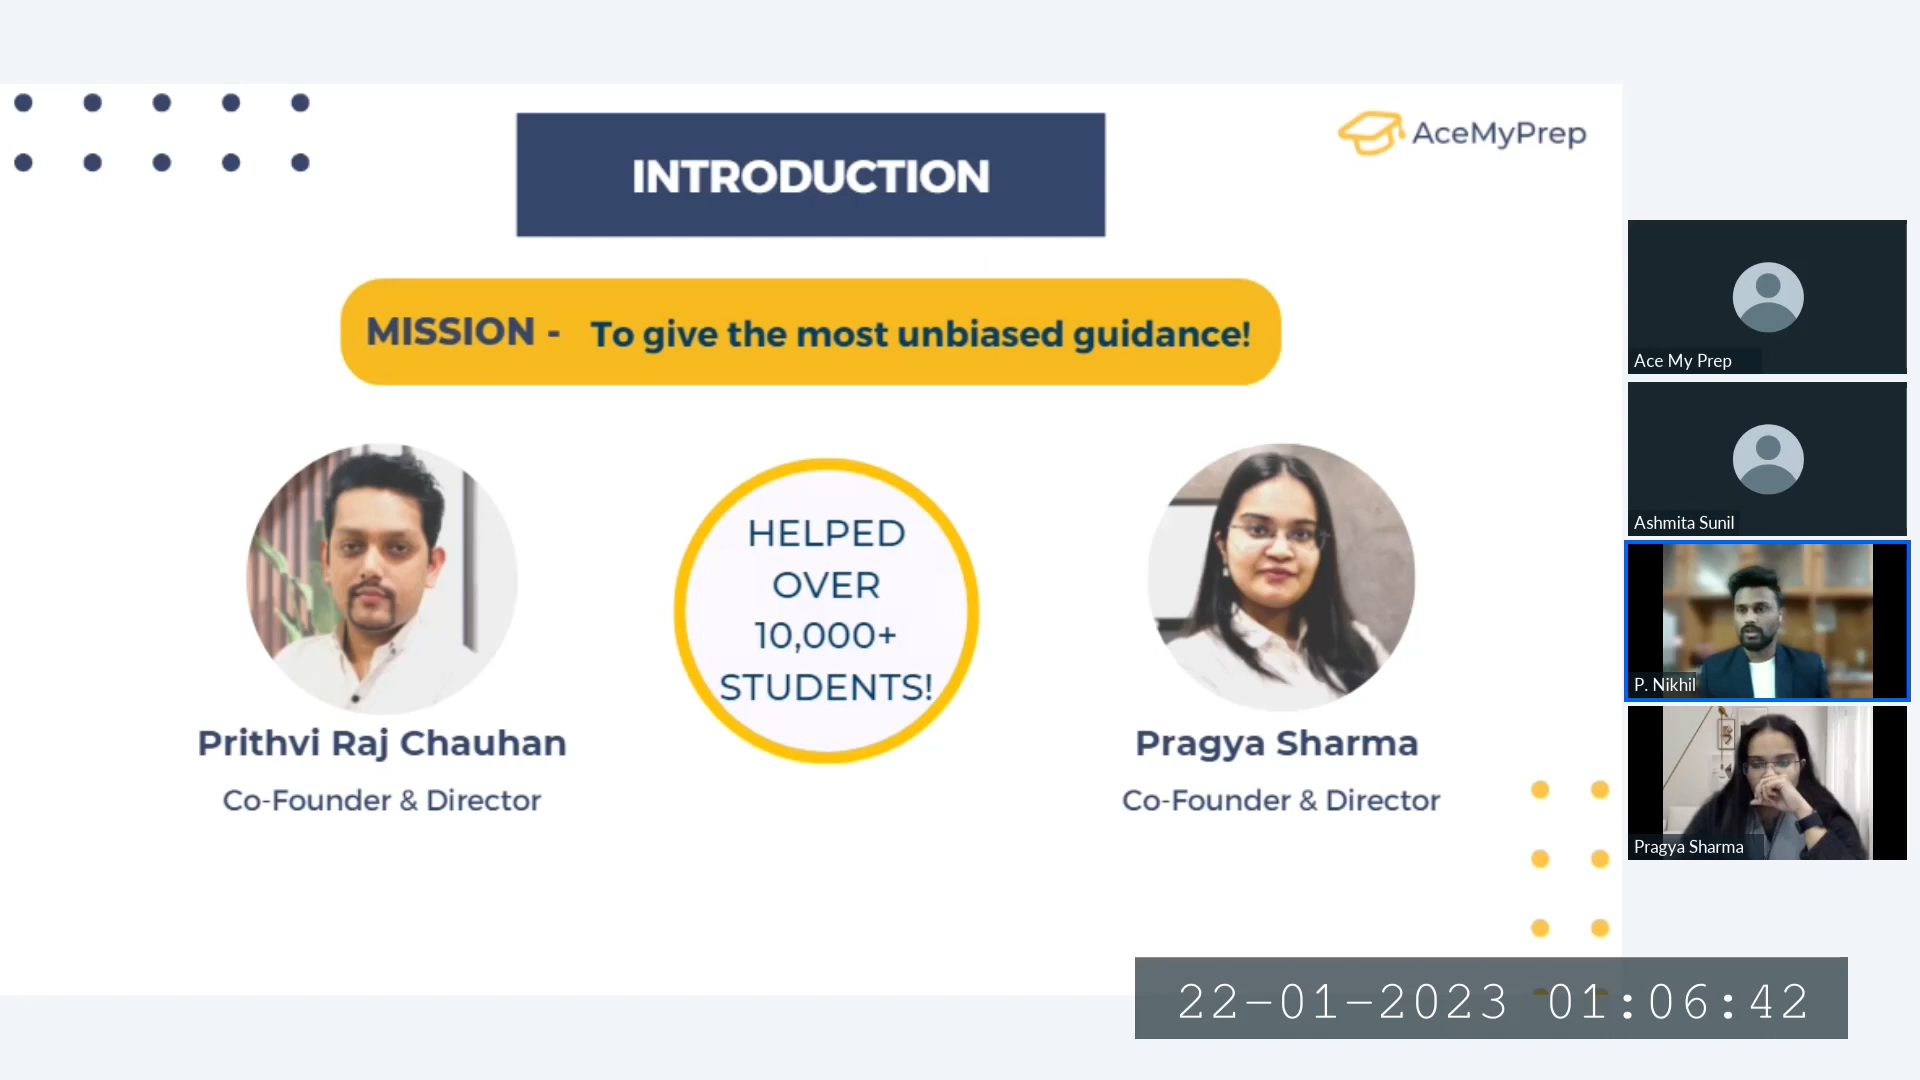 INTRODUCTION
AceMyPrep
MISSION - To give the most unbiased guidance!
HELPED
OVER
10,000+
STUDENTS!
Prithvi Raj Chauhan
Co-Founder & Director
Pragya Sharma
Co-Founder & Director
Ace My Prep
Ashmita Sunil
P. Nikhil
Pragya Sharma
22-01-2023 01:06:42